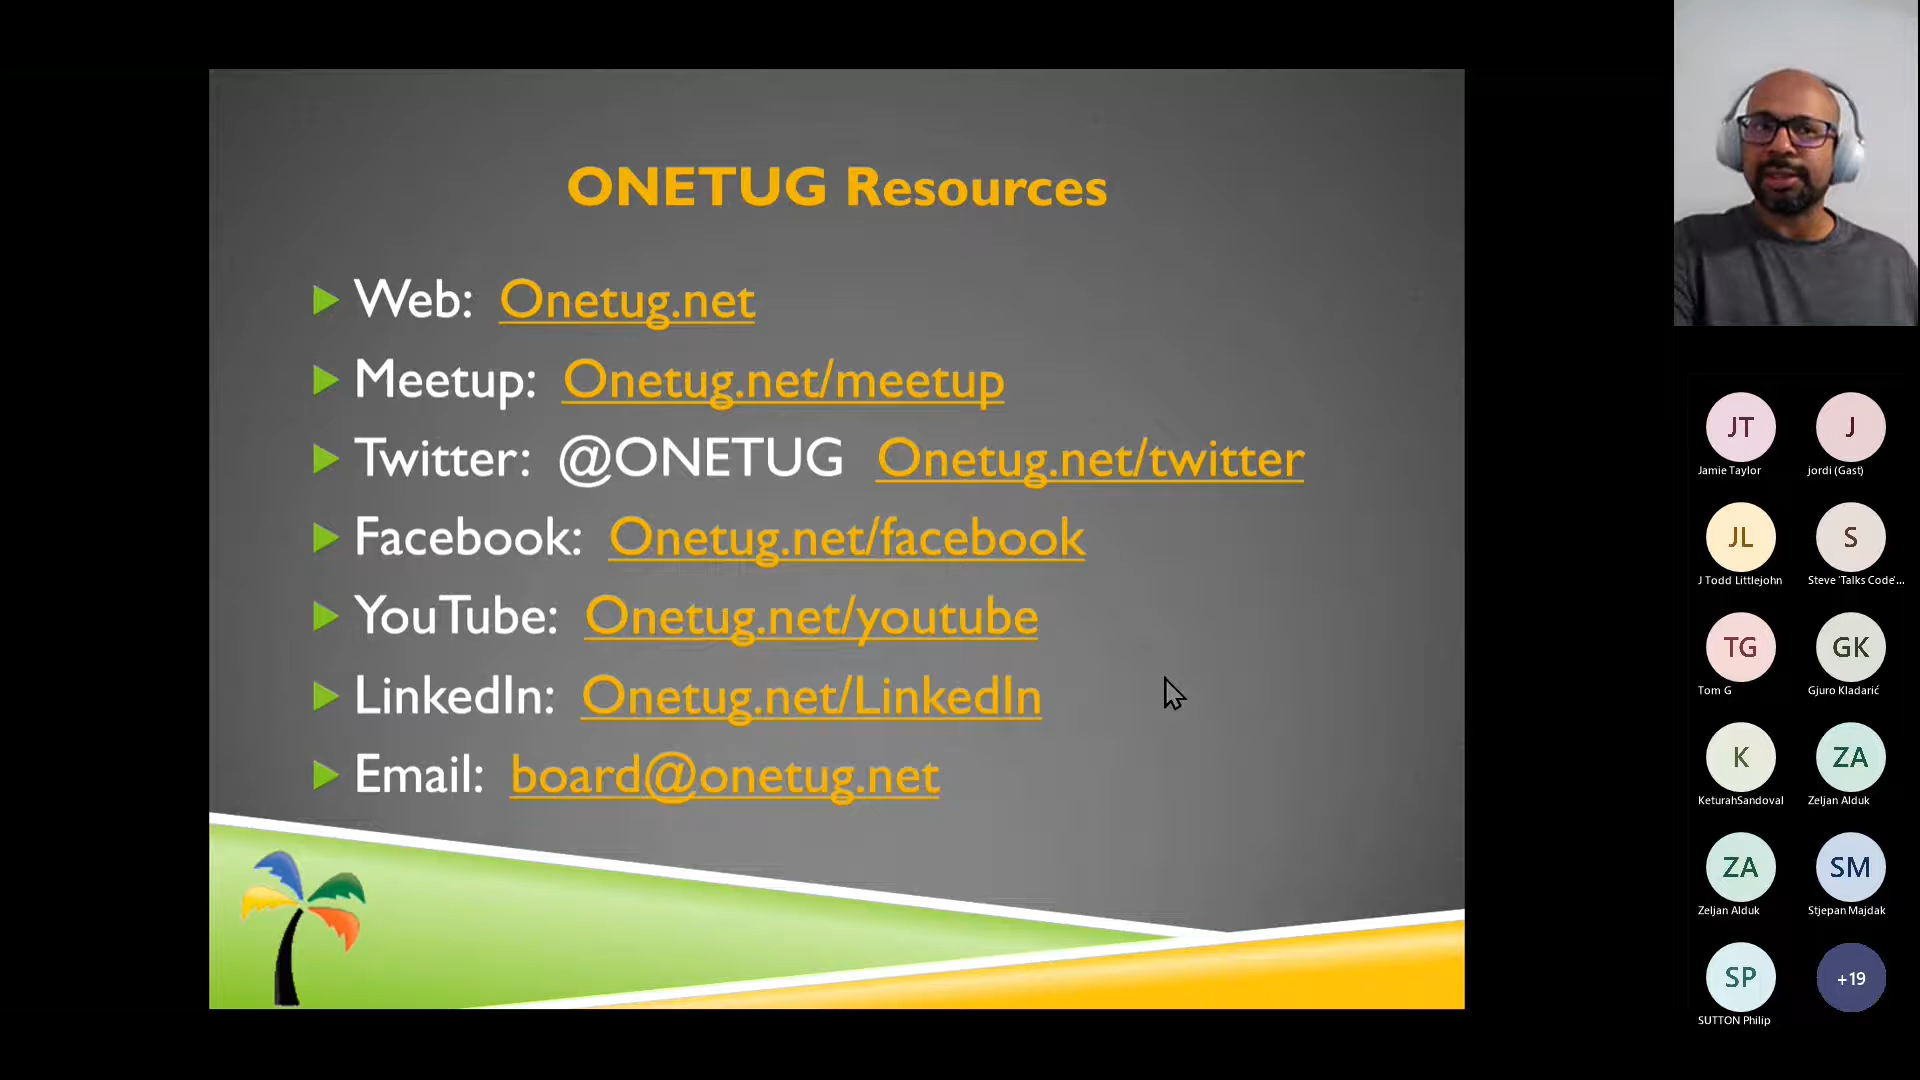 ONETUG Resources
Web: Onetug.net
Meetup: Onetug.net/meetup
Twitter: @ONETUG Onetug.net/twitter
Facebook: Onetug.net/facebook
YouTube: Onetug.net/youtube
LinkedIn: Onetug.net/LinkedIn
Email: board@onetug.net
JT
Jamie Taylor
J
jordi (Gast)
JL
J Todd Littlejohn
S
Steve 'Talks Code'...
TG
Tom G
GK
Gjuro Kladarić
K
KeturahSandoval
ZA
Zeljan Alduk
ZA
Zeljan Alduk
SM
Stjepan Majdak
SP
SUTTON Philip
+19